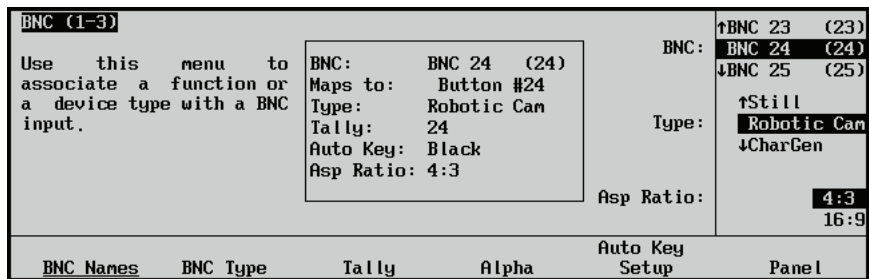 BNC (1-3)
Use this menu to
associate a function or
a device type with a BNC
input.
BNC: BNC 24 (24)
Maps to: Button #24
Type: Robotic Cam
Tally: 24
Auto Key: Black
Asp Ratio: 4:3
BNC:
↑BNC 23 (23)
BNC 24 (24)
↓BNC 25 (25)
Type:
↑Still
Robotic Cam
↓CharGen
Asp Ratio:
4:3
16:9
BNC Names
BNC Type
Tally
Alpha
Auto Key
Setup
Panel